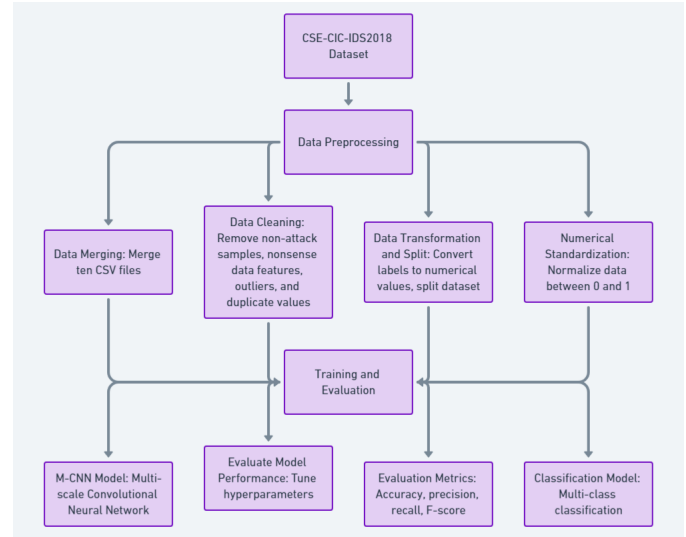 CSE-CIC-IDS2018
Dataset
Data Preprocessing
Data Merging: Merge
ten CSV files
Data Cleaning:
Remove non-attack
samples, nonsense
data features,
outliers, and
duplicate values
Data Transformation
and Split: Convert
labels to numerical
values, split dataset
Numerical
Standardization:
Normalize data
between 0 and 1
Training and
Evaluation
M-CNN Model: Multi-
scale Convolutional
Neural Network
Evaluate Model
Performance: Tune
hyperparameters
Evaluation Metrics:
Accuracy, precision,
recall, F-score
Classification Model:
Multi-class
classification